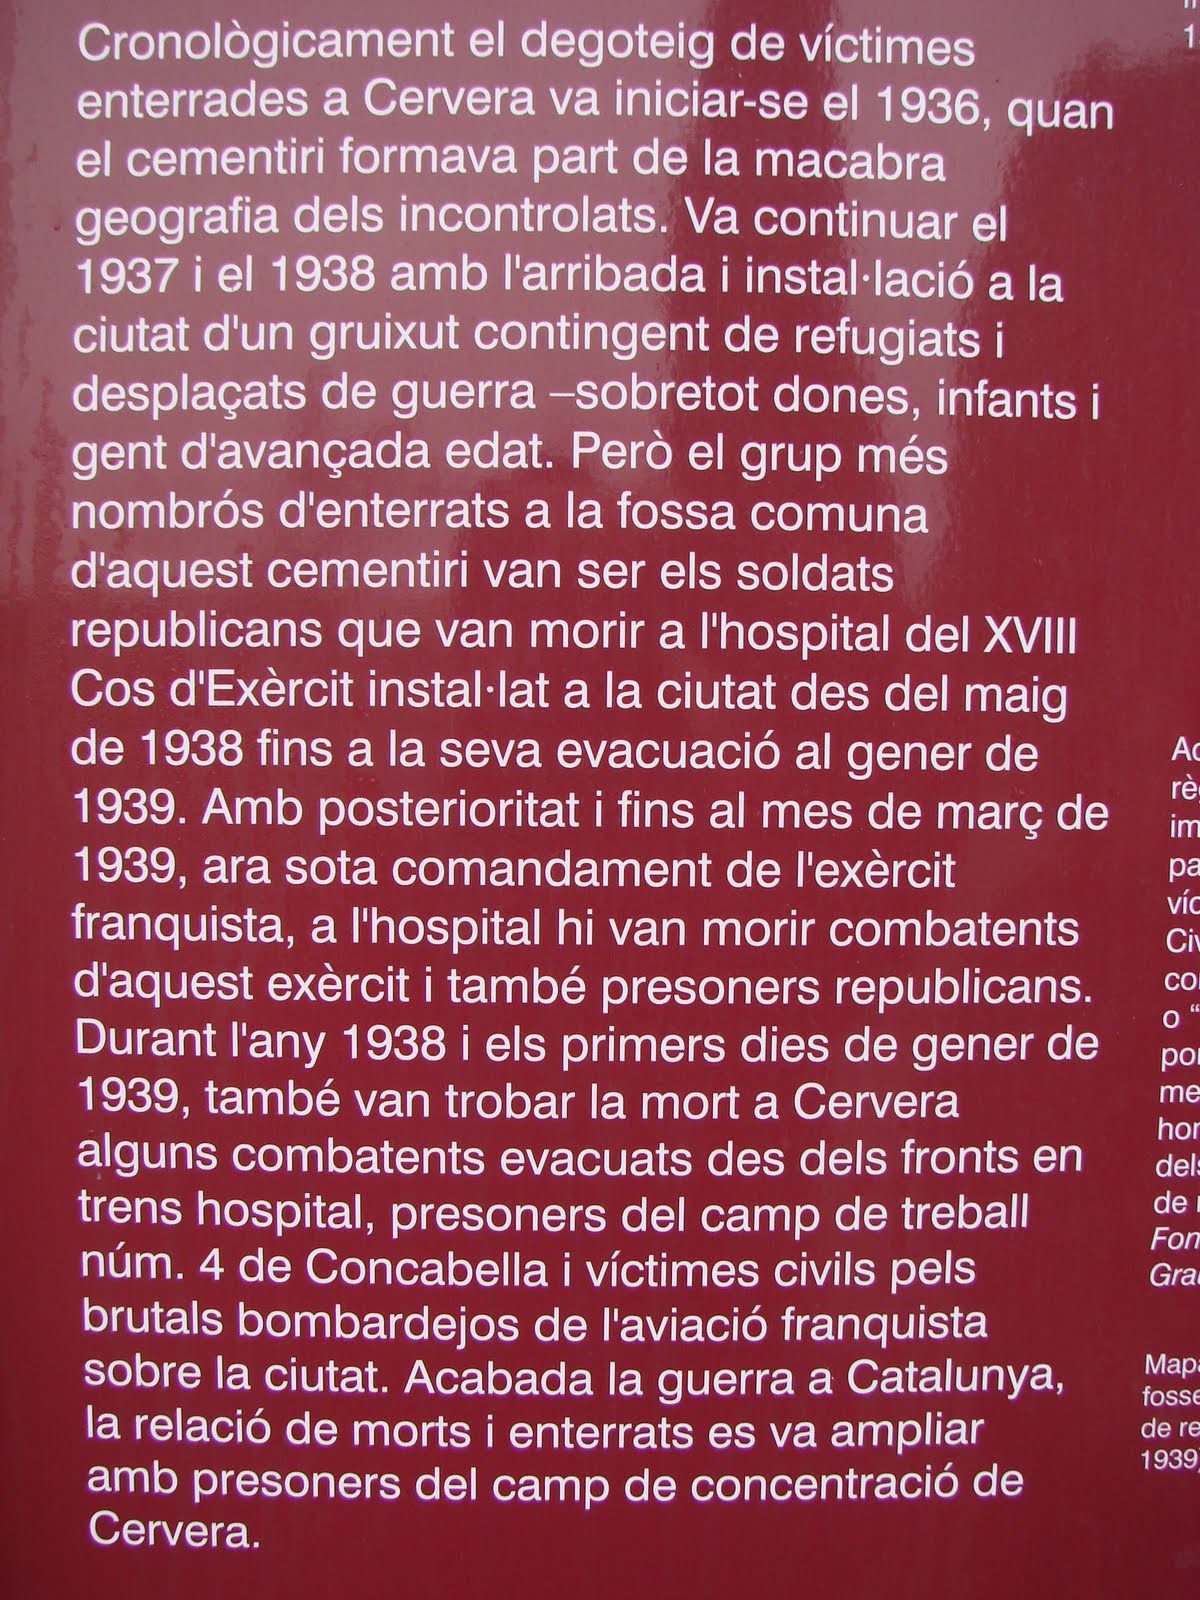 Cronològicament el degoteig de víctimes
enterrades a Cervera va iniciar-se el 1936, quan
el cementiri formava part de la macabra
geografia dels incontrolats. Va continuar el
1937 i el 1938 amb l'arribada i instal·lació a la
ciutat d'un gruixut contingent de refugiats i
desplaçats de guerra –sobretot dones, infants i
gent d'avançada edat. Però el grup més
nombrós d'enterrats a la fossa comuna
d'aquest cementiri van ser els soldats
republicans que van morir a l'hospital del XVIII
Cos d'Exèrcit instal·lat a la ciutat des del maig
de 1938 fins a la seva evacuació al gener de
1939. Amb posterioritat i fins al mes de març de
1939, ara sota comandament de l'exèrcit
franquista, a l'hospital hi van morir combatents
d'aquest exèrcit i també presoners republicans.
Durant l'any 1938 i els primers dies de gener de
1939, també van trobar la mort a Cervera
alguns combatents evacuats des dels fronts en
trens hospital, presoners del camp de treball
núm. 4 de Concabella i víctimes civils pels
brutals bombardejos de l'aviació franquista
sobre la ciutat. Acabada la guerra a Catalunya,
la relació de morts i enterrats es va ampliar
amb presoners del camp de concentració de
Cervera.
o
de
de
1939